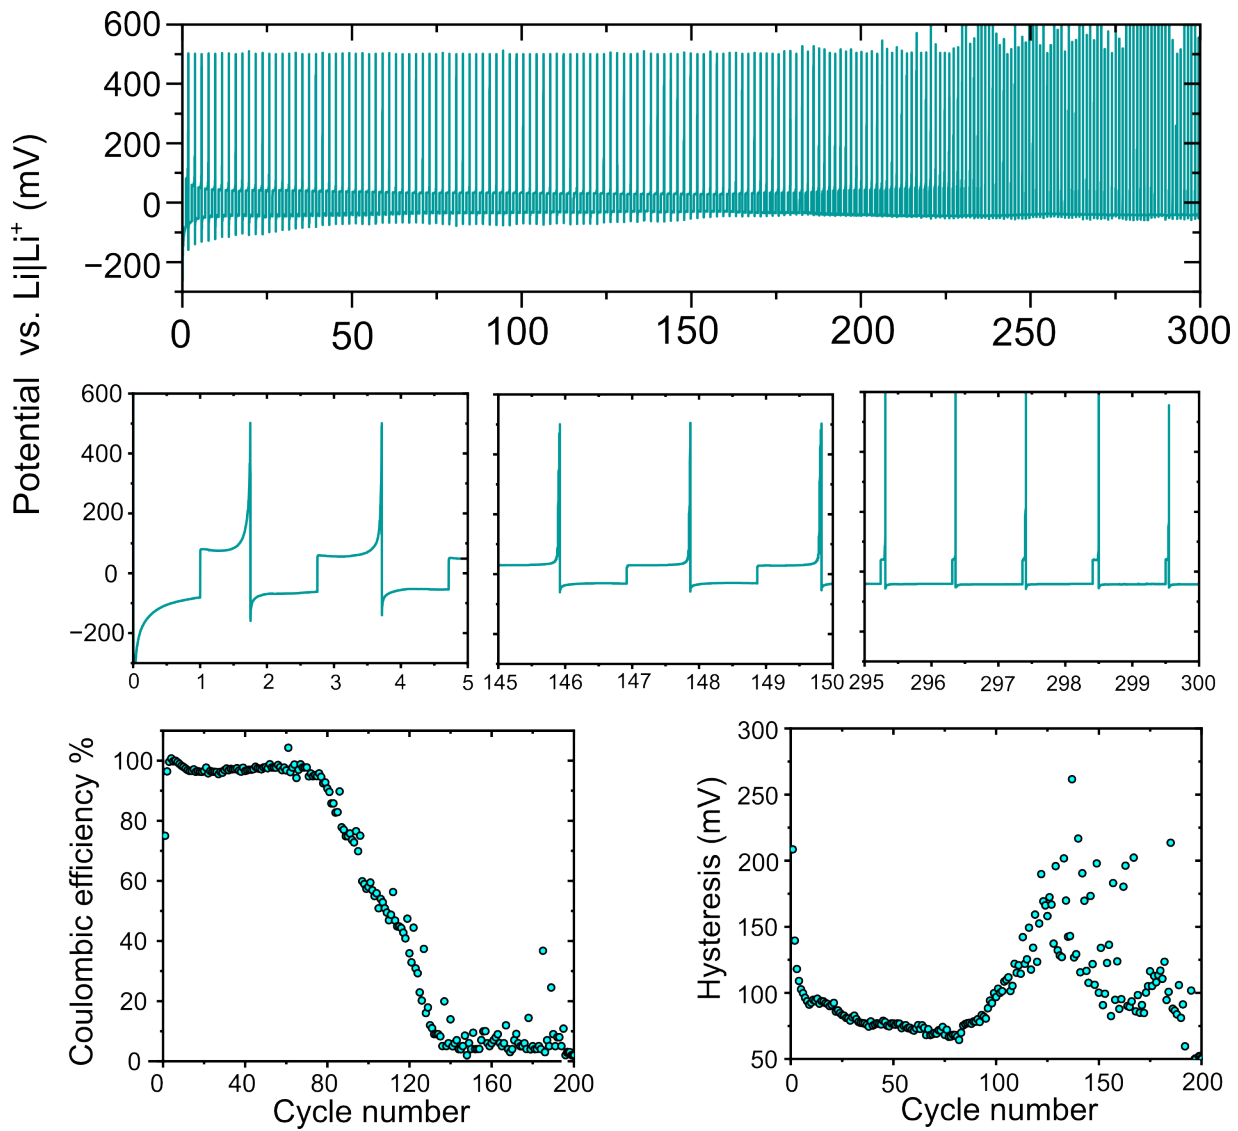 Potential vs. Li|Li⁺ (mV)
600
400
200
0
−200
0 50 100 150 200 250 300
600
400
200
0
−200
0 1 2 3 4 5
145 146 147 148 149 150
295 296 297 298 299 300
Coulombic efficiency %
100
80
60
40
20
0
0 40 80 120 160 200
Cycle number
Hysteresis (mV)
300
250
200
150
100
50
0 50 100 150 200
Cycle number